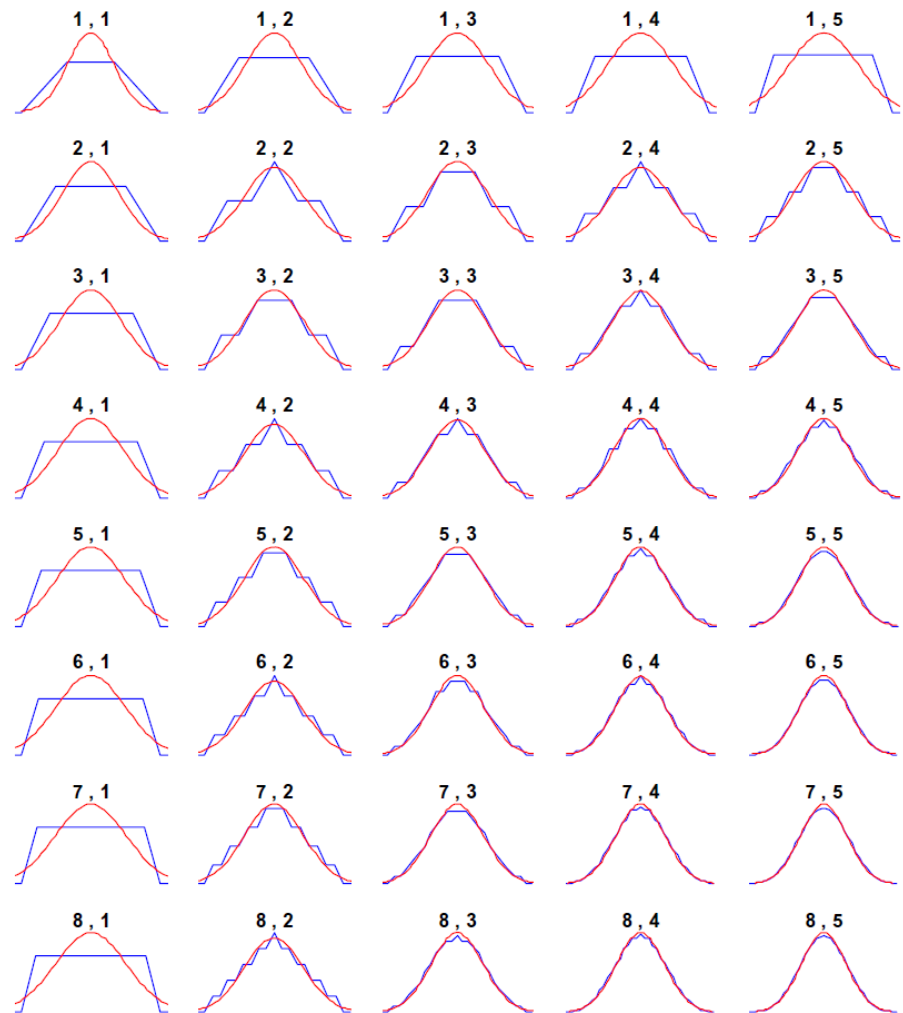 1 , 1 1 , 2 1 , 3 1 , 4 1 , 5
2 , 1 2 , 2 2 , 3 2 , 4 2 , 5
3 , 1 3 , 2 3 , 3 3 , 4 3 , 5
4 , 1 4 , 2 4 , 3 4 , 4 4 , 5
5 , 1 5 , 2 5 , 3 5 , 4 5 , 5
6 , 1 6 , 2 6 , 3 6 , 4 6 , 5
7 , 1 7 , 2 7 , 3 7 , 4 7 , 5
8 , 1 8 , 2 8 , 3 8 , 4 8 , 5